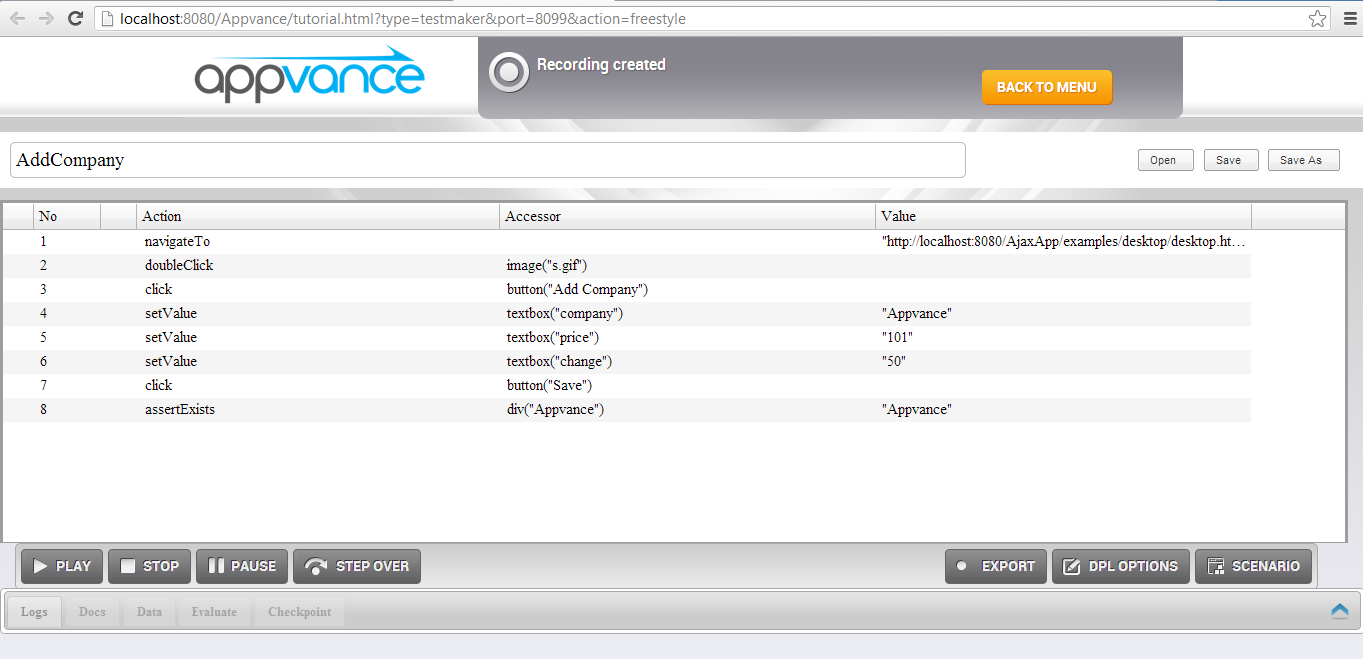 localhost:8080/Appvance/tutorial.html?type=testmaker&port=8099&action=freestyle
appvance
Recording created
BACK TO MENU
AddCompany
Open Save Save As
No Action Accessor Value
1 navigateTo "http://localhost:8080/AjaxApp/examples/desktop/desktop.ht...
2 doubleClick image("s.gif")
3 click button("Add Company")
4 setValue textbox("company") "Appvance"
5 setValue textbox("price") "101"
6 setValue textbox("change") "50"
7 click button("Save")
8 assertExists div("Appvance") "Appvance"
PLAY STOP PAUSE STEP OVER EXPORT DPL OPTIONS SCENARIO
Logs Docs Data Evaluate Checkpoint